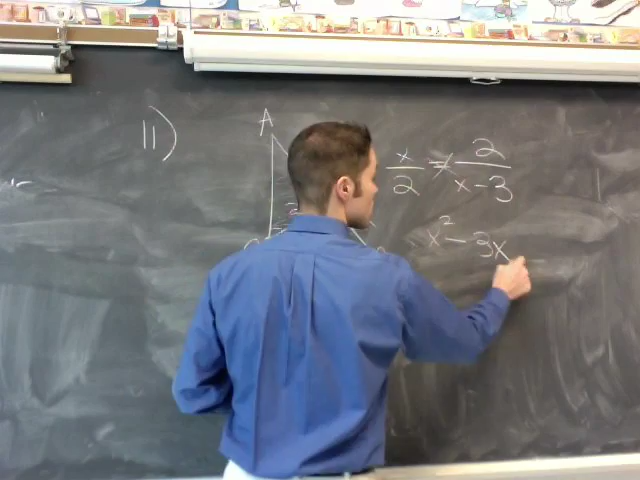 11)
A
x/2 = 2/x-3
x² - 3x